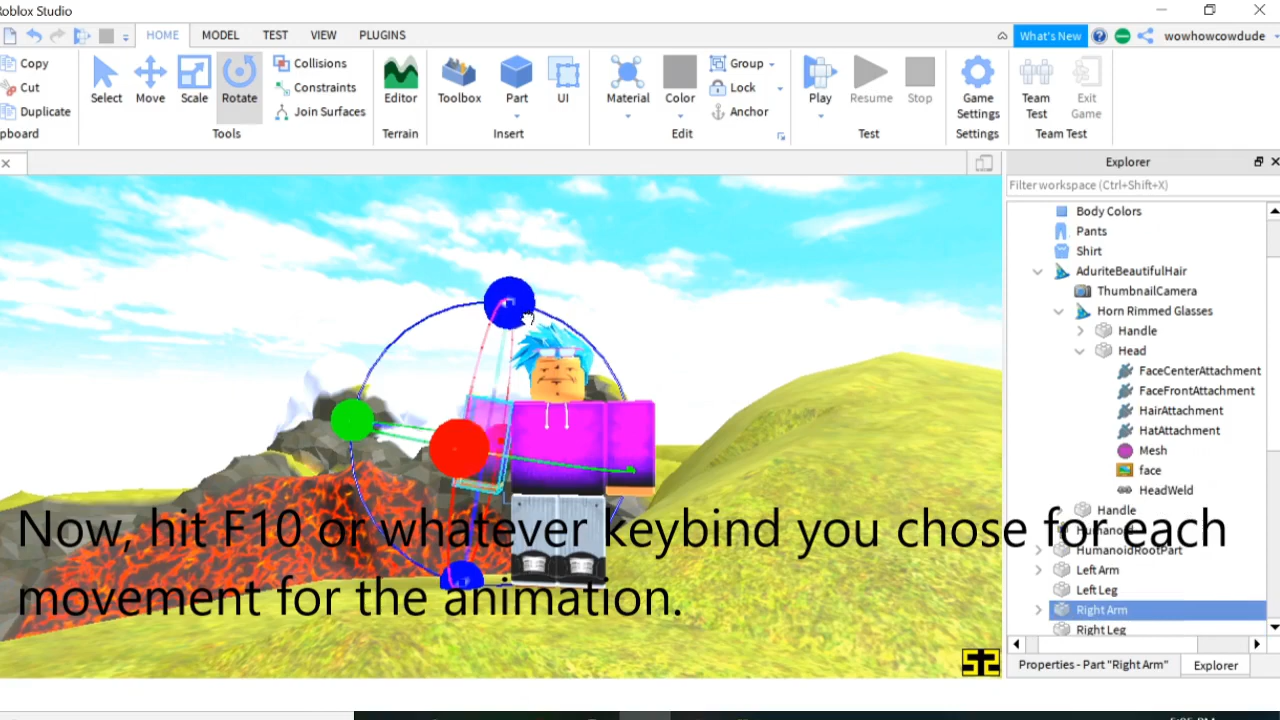 Roblox Studio
HOME MODEL TEST VIEW PLUGINS
What's New
wowhowcowdude
Copy
Cut
Duplicate
pboard
Select Move Scale Rotate
Collisions
Constraints
Join Surfaces
Tools
Editor
Terrain
Toolbox Part UI
Insert
Material Color
Group
Lock
Anchor
Edit
Play Resume Stop
Test
Game
Settings
Settings
Team
Test
Exit
Game
Team Test
Explorer
Filter workspace (Ctrl+Shift+X)
Body Colors
Pants
Shirt
AduriteBeautifulHair
ThumbnailCamera
Horn Rimmed Glasses
Handle
Head
FaceCenterAttachment
FaceFrontAttachment
HairAttachment
HatAttachment
Mesh
face
HeadWeld
Handle
Humanoid
HumanoidRootPart
Left Arm
Left Leg
Right Arm
Right Leg
Now, hit F10 or whatever keybind you chose for each
movement for the animation.
Properties - Part "Right Arm"
Explorer